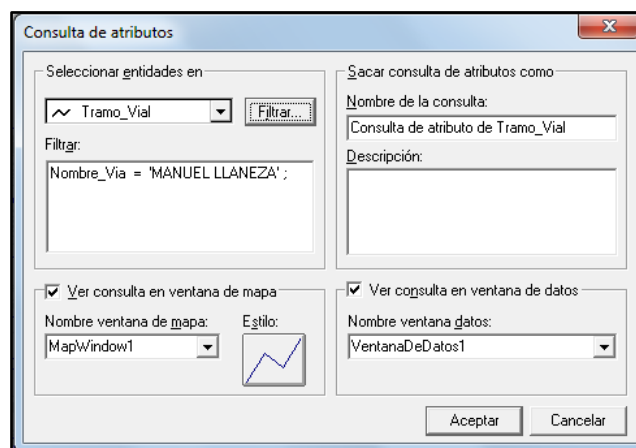 Consulta de atributos
Seleccionar entidades en
Tramo_Vial
Filtrar...
Filtrar:
Nombre_Via = 'MANUEL LLANEZA' ;
Sacar consulta de atributos como
Nombre de la consulta:
Consulta de atributo de Tramo_Vial
Descripción:
Ver consulta en ventana de mapa
Nombre ventana de mapa:
Estilo:
MapWindow1
Ver consulta en ventana de datos
Nombre ventana datos:
VentanaDeDatos1
Aceptar
Cancelar